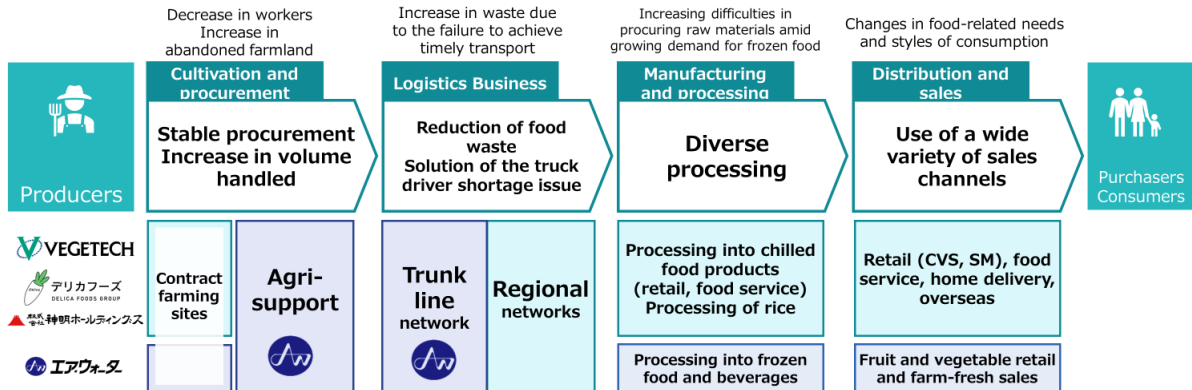 Decrease in workers
Increase in
abandoned farmland
Increase in waste due
to the failure to achieve
timely transport
Increasing difficulties in
procuring raw materials amid
growing demand for frozen food
Changes in food-related needs
and styles of consumption
Cultivation and
procurement
Logistics Business
Manufacturing
and processing
Distribution and
sales
Producers
Stable procurement
Increase in volume
handled
Reduction of food
waste
Solution of the truck
driver shortage issue
Diverse
processing
Use of a wide
variety of sales
channels
Purchasers
Consumers
VEGETECH
デリカフーズ
DELICA FOODS GROUP
株式会社神明ホールディングス
エア・ウォーター
Contract
farming
sites
Agri-
support
Trunk
line
network
Regional
networks
Processing into chilled
food products
(retail, food service)
Processing of rice
Retail (CVS, SM), food
service, home delivery,
overseas
Processing into frozen
food and beverages
Fruit and vegetable retail
and farm-fresh sales